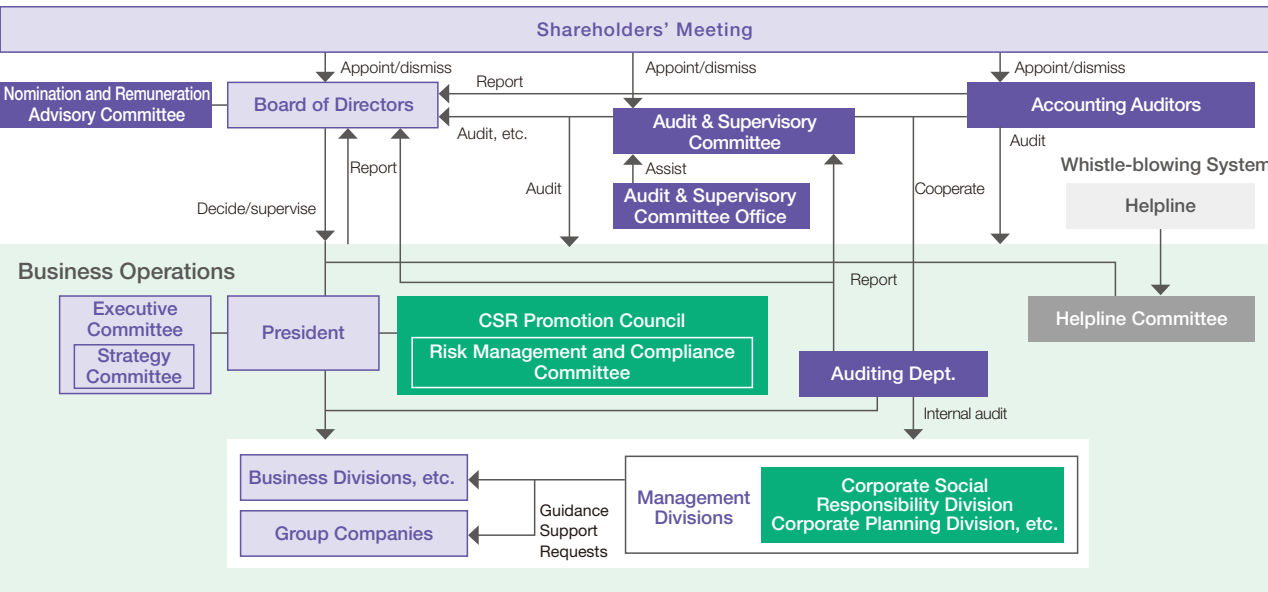 Shareholders' Meeting
Appoint/dismiss
Appoint/dismiss
Appoint/dismiss
Nomination and Remuneration
Advisory Committee
Board of Directors
Report
Audit, etc.
Audit & Supervisory
Committee
Accounting Auditors
Audit
Report
Audit
Assist
Audit & Supervisory
Committee Office
Cooperate
Whistle-blowing System
Helpline
Decide/supervise
Business Operations
Report
Executive
Committee
Strategy
Committee
President
CSR Promotion Council
Risk Management and Compliance
Committee
Helpline Committee
Auditing Dept.
Internal audit
Business Divisions, etc.
Group Companies
Guidance
Support
Requests
Management
Divisions
Corporate Social
Responsibility Division
Corporate Planning Division, etc.